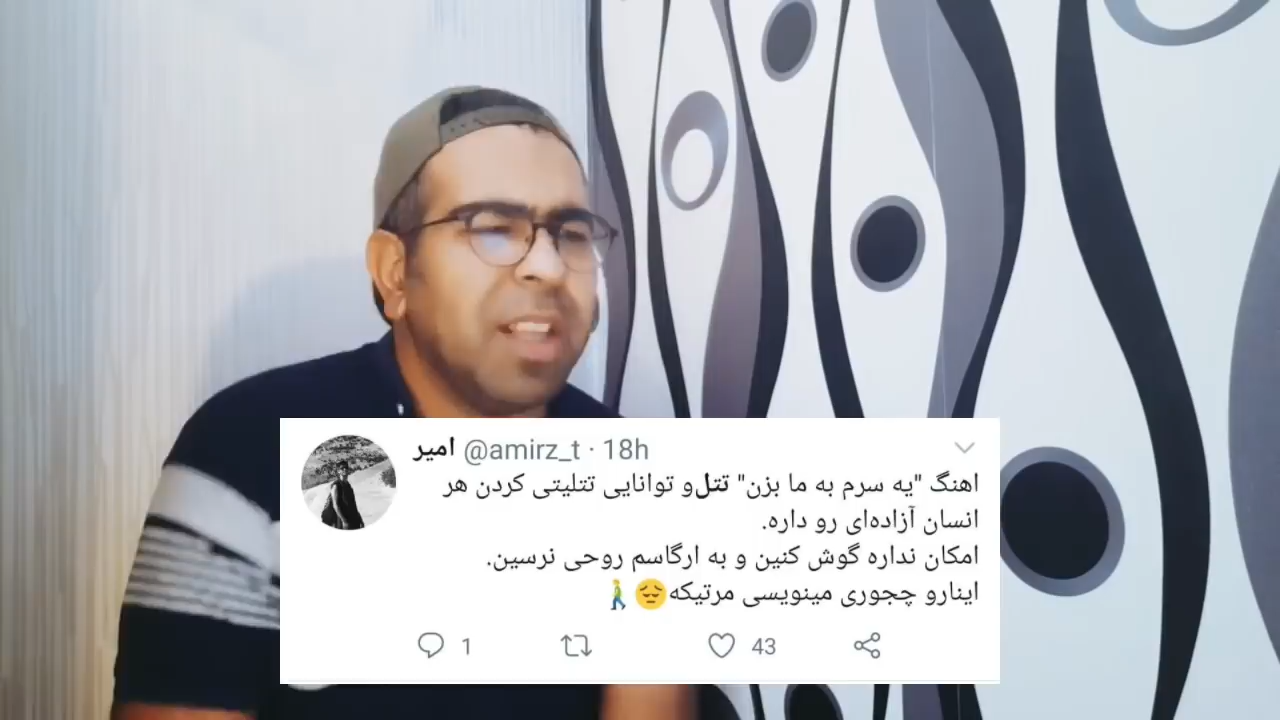 امیر @amirz_t · 18h
اهنگ "یه سرم به ما بزن" تتل‌و توانایی تتلیتی کردن هر
انسان آزاده‌ای رو داره.
امکان نداره گوش کنین و به ارگاسم روحی نرسین.
اینارو چجوری مینویسی مرتیکه😔🚶
1
43